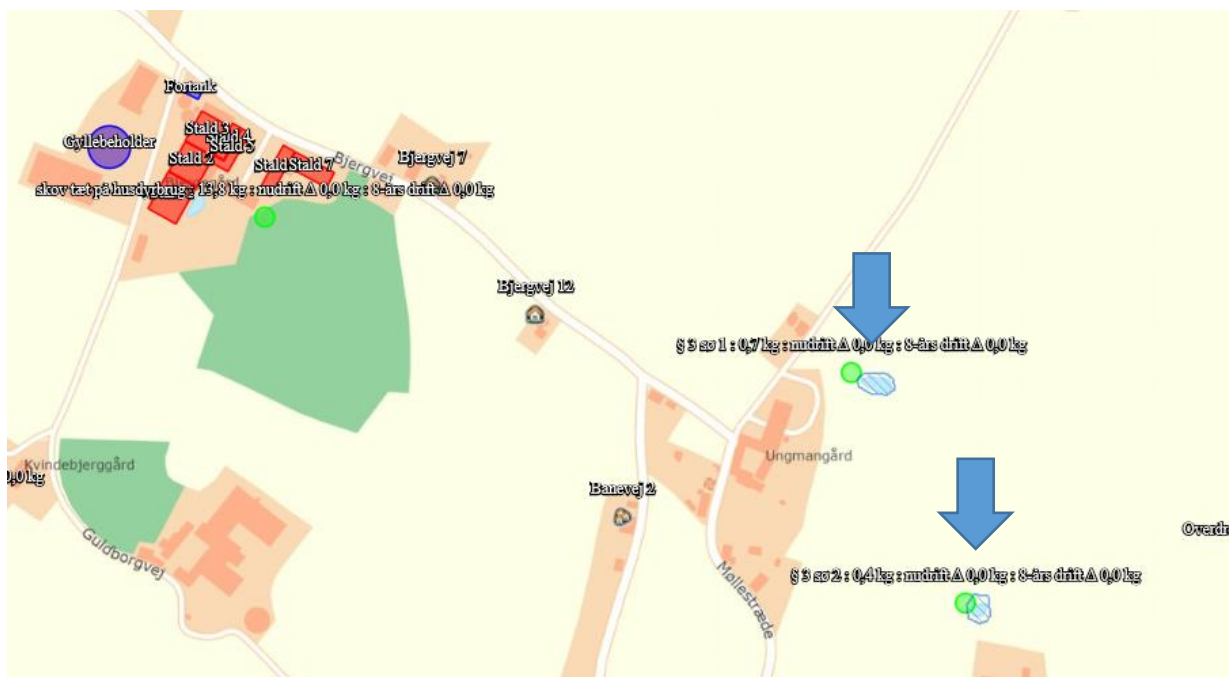 Fortank
Stald 3
Stald 4
Stald 5
Gyllebeholder
Stald 2
Stald
Stald 7
Bjergvej
Bjergvej 7
skov tæt på husdyrbrug : 13,8 kg : nudrift Δ 0,0 kg : 8-års drift Δ 0,0 kg
Bjergvej 12
§ 3 sø 1 : 0,7 kg : nudrift Δ 0,0 kg : 8-års drift Δ 0,0 kg
Kvindebjerggård
0,0 kg
Ungmangård
Banevej 2
Overdr
Guldborgvej
§ 3 sø 2 : 0,4 kg : nudrift Δ 0,0 kg : 8-års drift Δ 0,0 kg
Møllestræde